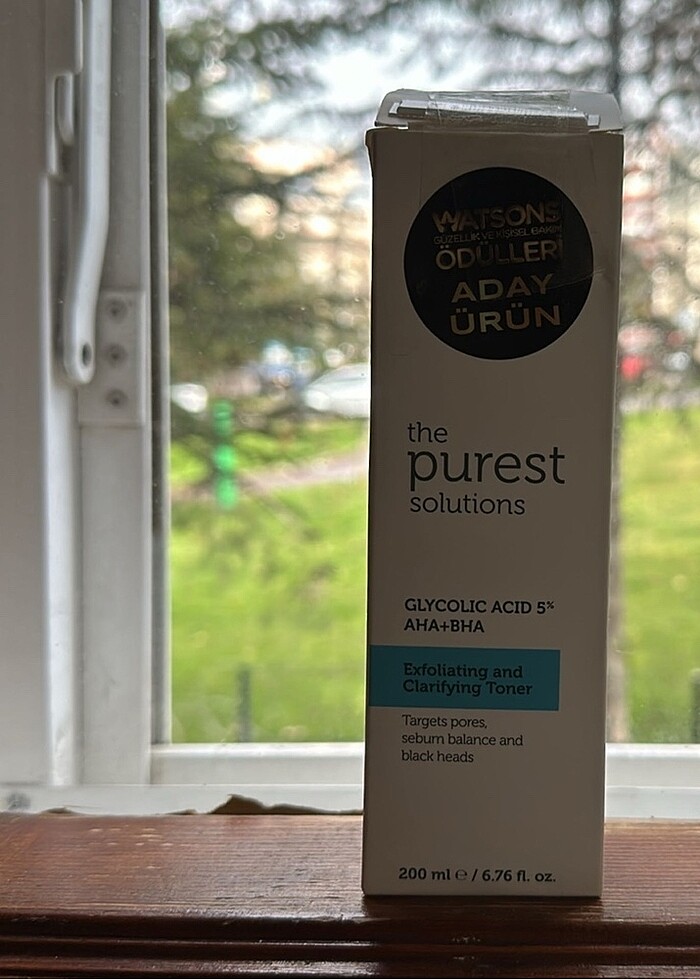 WATSONS
GÜZELLİK VE KİŞİSEL BAKIM
ÖDÜLLERİ
ADAY
ÜRÜN
the
purest
solutions
GLYCOLIC ACID 5%
AHA+BHA
Exfoliating and
Clarifying Toner
Targets pores,
sebum balance and
black heads
200 ml ℮ / 6.76 fl. oz.